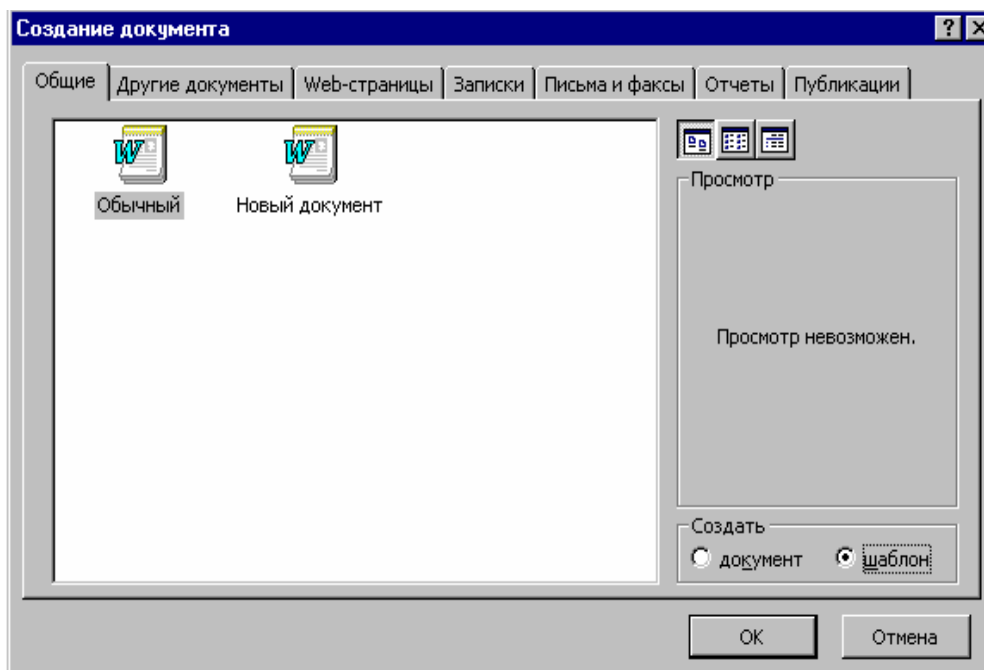 Создание документа
Общие Другие документы Web-страницы Записки Письма и факсы Отчеты Публикации
Обычный Новый документ
Просмотр
Просмотр невозможен.
Создать
документ шаблон
ОК Отмена